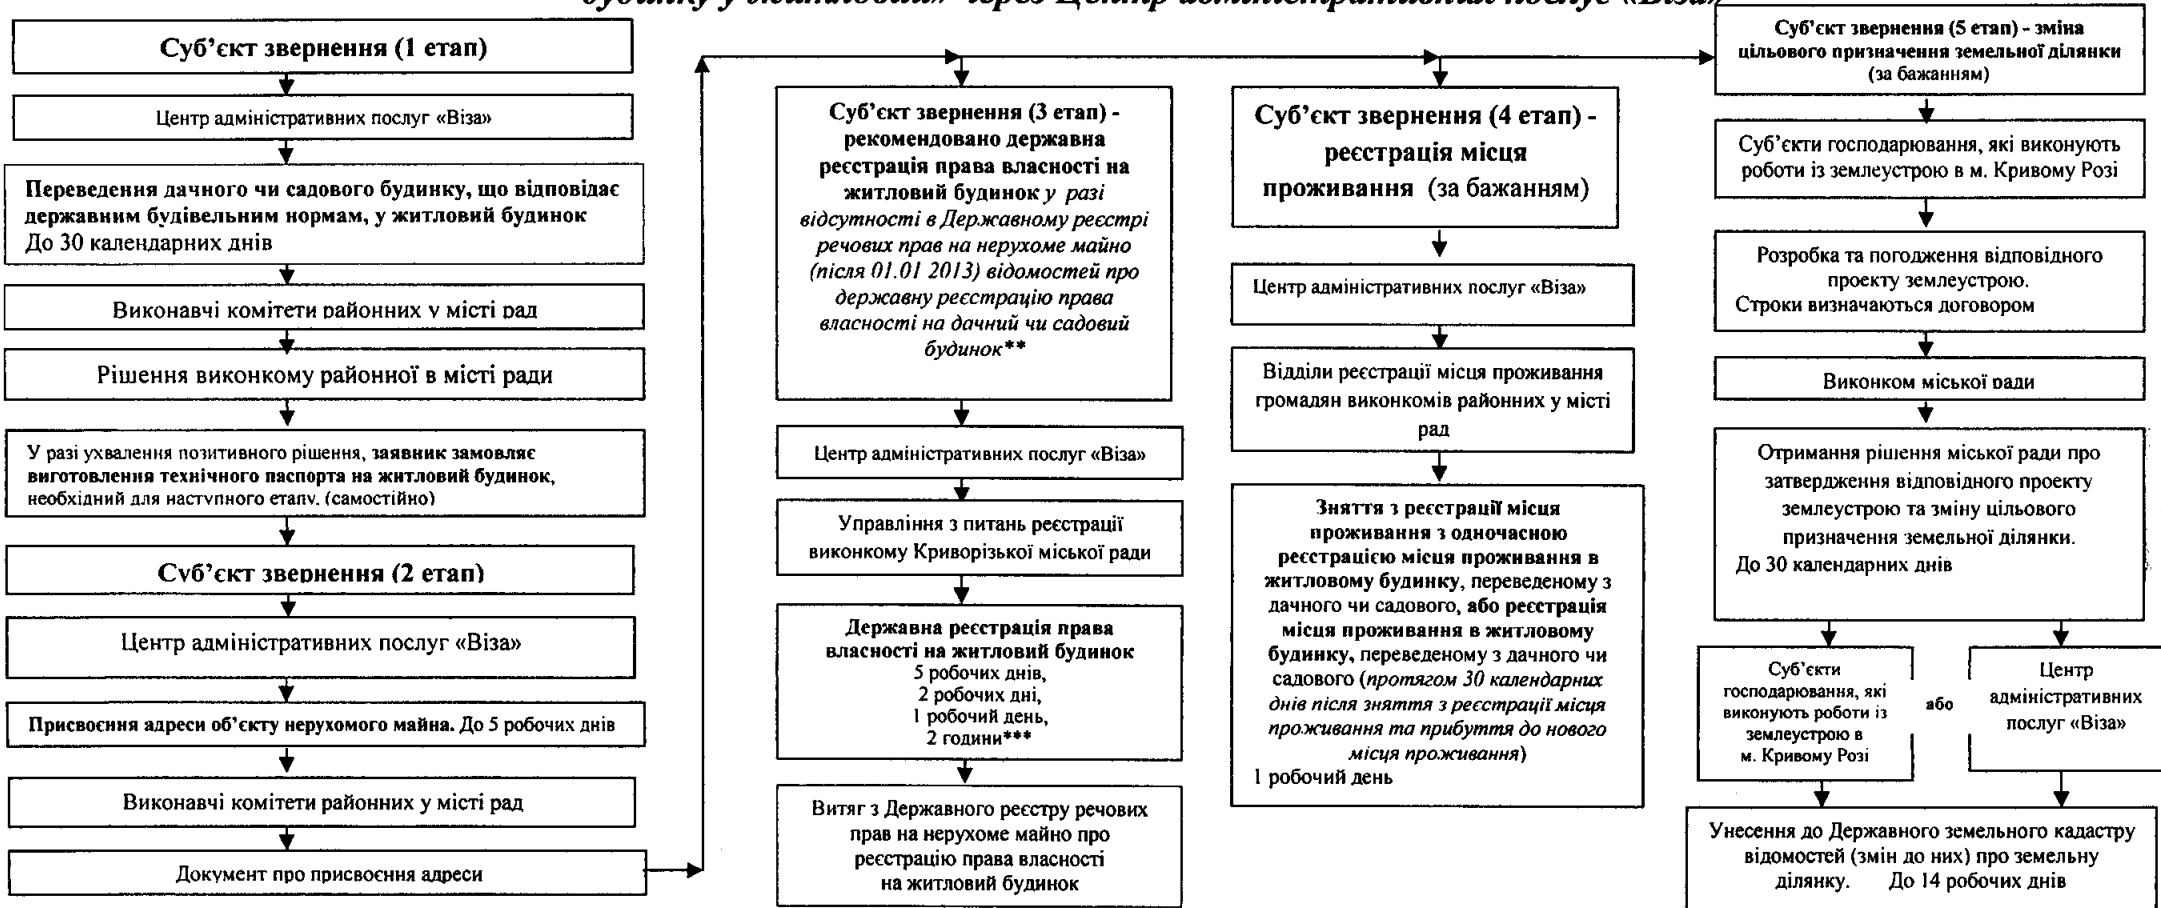 будинку у житловий» через Центр адміністративних послуг «Віза»
Суб’єкт звернення (1 етап)
Центр адміністративних послуг «Віза»
Переведення дачного чи садового будинку, що відповідає
державним будівельним нормам, у житловий будинок
До 30 календарних днів
Виконавчі комітети районних у місті рад
Рішення виконкому районної в місті ради
У разі ухвалення позитивного рішення, заявник замовляє
виготовлення технічного паспорта на житловий будинок,
необхідний для наступного етапу. (самостійно)
Суб’єкт звернення (2 етап)
Центр адміністративних послуг «Віза»
Присвоєння адреси об’єкту нерухомого майна. До 5 робочих днів
Виконавчі комітети районних у місті рад
Документ про присвоєння адреси
Суб’єкт звернення (3 етап) -
рекомендовано державна
реєстрація права власності на
житловий будинок у разі
відсутності в Державному реєстрі
речових прав на нерухоме майно
(після 01.01 2013) відомостей про
державну реєстрацію права
власності на дачний чи садовий
будинок**
Центр адміністративних послуг «Віза»
Управління з питань реєстрації
виконкому Криворізької міської ради
Державна реєстрація права
власності на житловий будинок
5 робочих днів,
2 робочих дні,
1 робочий день,
2 години***
Витяг з Державного реєстру речових
прав на нерухоме майно про
реєстрацію права власності
на житловий будинок
Суб’єкт звернення (4 етап) -
реєстрація місця
проживання (за бажанням)
Центр адміністративних послуг «Віза»
Відділи реєстрації місця проживання
громадян виконкомів районних у місті
рад
Зняття з реєстрації місця
проживання з одночасною
реєстрацією місця проживання в
житловому будинку, переведеному з
дачного чи садового, або реєстрація
місця проживання в житловому
будинку, переведеному з дачного чи
садового (протягом 30 календарних
днів після зняття з реєстрації місця
проживання та прибуття до нового
місця проживання)
1 робочий день
Суб’єкт звернення (5 етап) - зміна
цільового призначення земельної ділянки
(за бажанням)
Суб’єкти господарювання, які виконують
роботи із землеустрою в м. Кривому Розі
Розробка та погодження відповідного
проекту землеустрою.
Строки визначаються договором
Виконком міської ради
Отримання рішення міської ради про
затвердження відповідного проекту
землеустрою та зміну цільового
призначення земельної ділянки.
До 30 календарних днів
Суб’єкти
господарювання, які
виконують роботи із
землеустрою в
м. Кривому Розі
або
Центр
адміністративних
послуг «Віза»
Унесення до Державного земельного кадастру
відомостей (змін до них) про земельну
ділянку. До 14 робочих днів